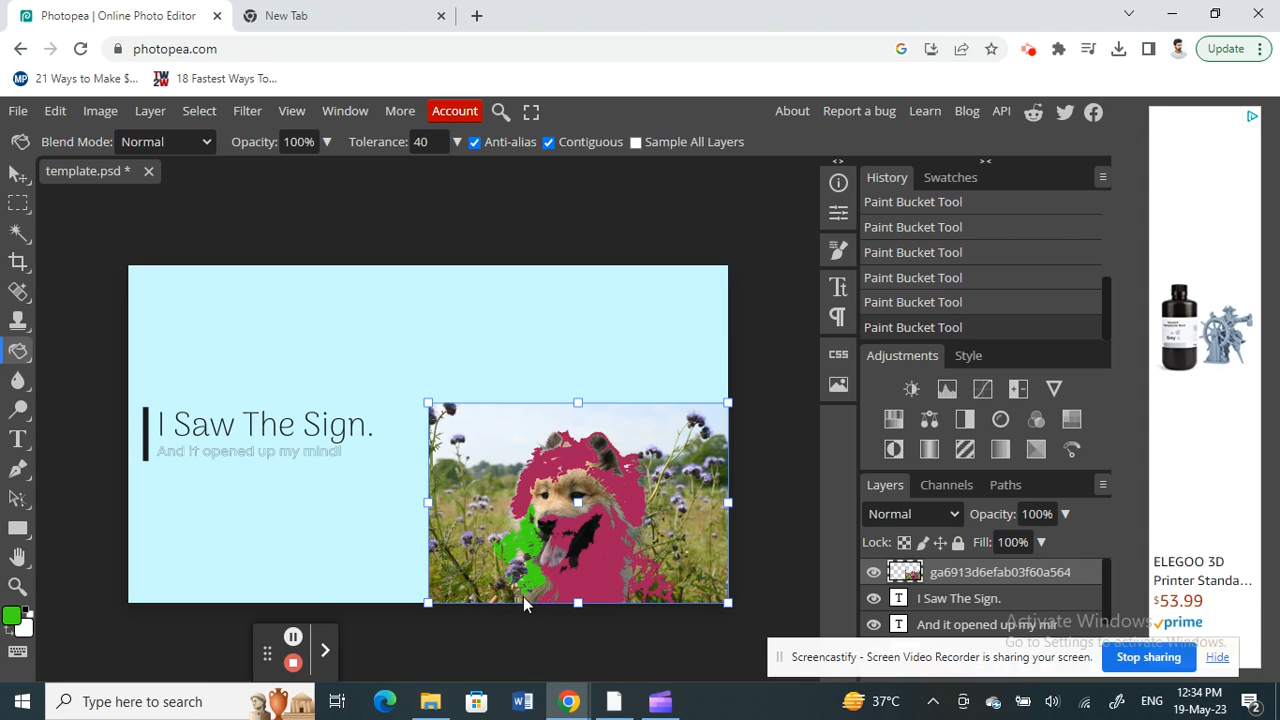 Photopea | Online Photo Editor
New Tab
photopea.com
Update
21 Ways to Make $...
18 Fastest Ways To...
File Edit Image Layer Select Filter View Window More Account
About Report a bug Learn Blog API
Blend Mode: Normal Opacity: 100% Tolerance: 40 Anti-alias Contiguous Sample All Layers
template.psd *
History Swatches
Paint Bucket Tool
Paint Bucket Tool
Paint Bucket Tool
Paint Bucket Tool
Paint Bucket Tool
Paint Bucket Tool
CSS
Adjustments Style
I Saw The Sign.
And it opened up my mind!
Layers Channels Paths
Normal Opacity: 100%
Lock: Fill: 100%
ga6913d6efab03f60a564
T I Saw The Sign.
T And it opened up my mir
ELEGOO 3D
Printer Standa...
$53.99
prime
Activate Windows
Go to Settings to activate Windows.
Screencastify - Screen Video Recorder is sharing your screen. Stop sharing Hide
Type here to search
37°C
ENG
12:34 PM
19-May-23
2